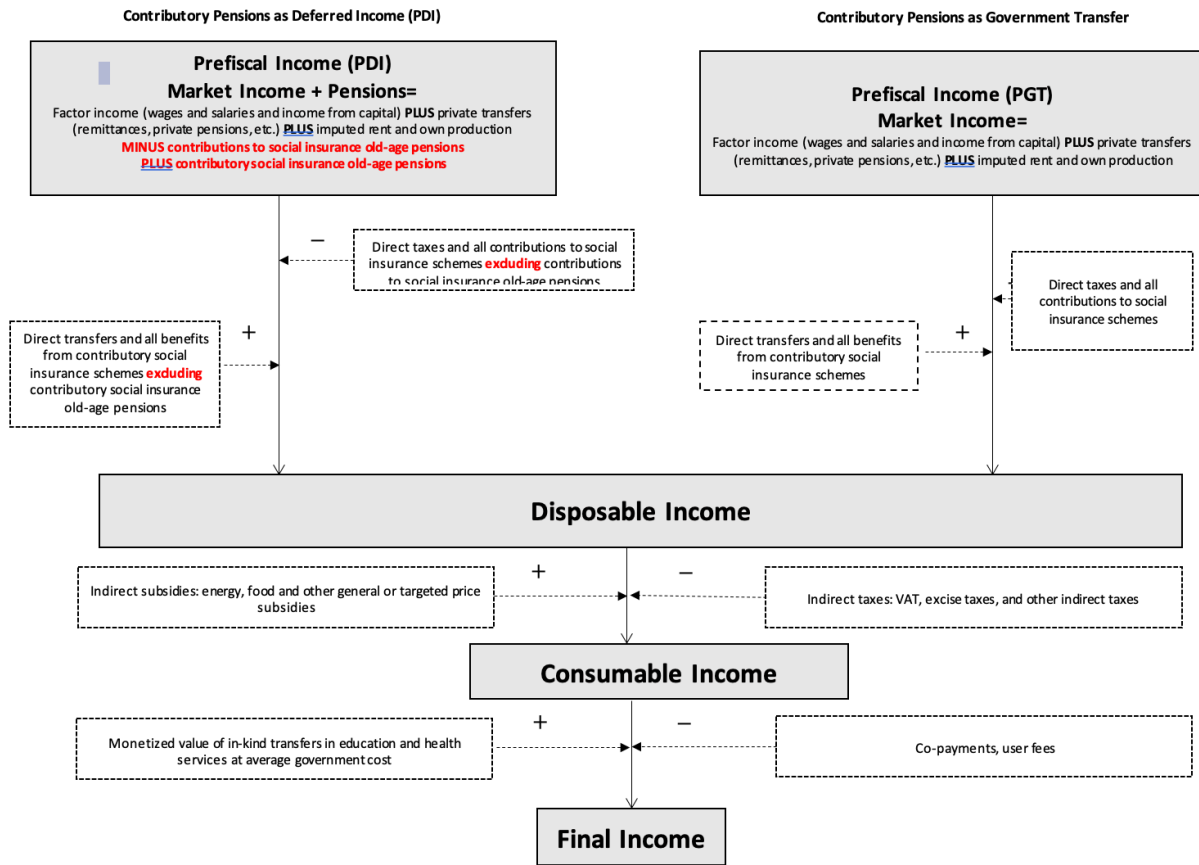 Contributory Pensions as Deferred Income (PDI)
Contributory Pensions as Government Transfer
Prefiscal Income (PDI)
Market Income + Pensions=
Factor income (wages and salaries and income from capital) PLUS private transfers
(remittances, private pensions, etc.) PLUS imputed rent and own production
MINUS contributions to social insurance old-age pensions
PLUS contributory social insurance old-age pensions
Prefiscal Income (PGT)
Market Income=
Factor income (wages and salaries and income from capital) PLUS private transfers
(remittances, private pensions, etc.) PLUS imputed rent and own production
−
Direct taxes and all contributions to social
insurance schemes excluding contributions
to social insurance old-age pensions
Direct taxes and all
contributions to social
insurance schemes
+
Direct transfers and all benefits
from contributory social
insurance schemes excluding
contributory social insurance
old-age pensions
+
Direct transfers and all benefits
from contributory social
insurance schemes
Disposable Income
+
−
Indirect subsidies: energy, food and other general or targeted price
subsidies
Indirect taxes: VAT, excise taxes, and other indirect taxes
Consumable Income
+
−
Monetized value of in-kind transfers in education and health
services at average government cost
Co-payments, user fees
Final Income